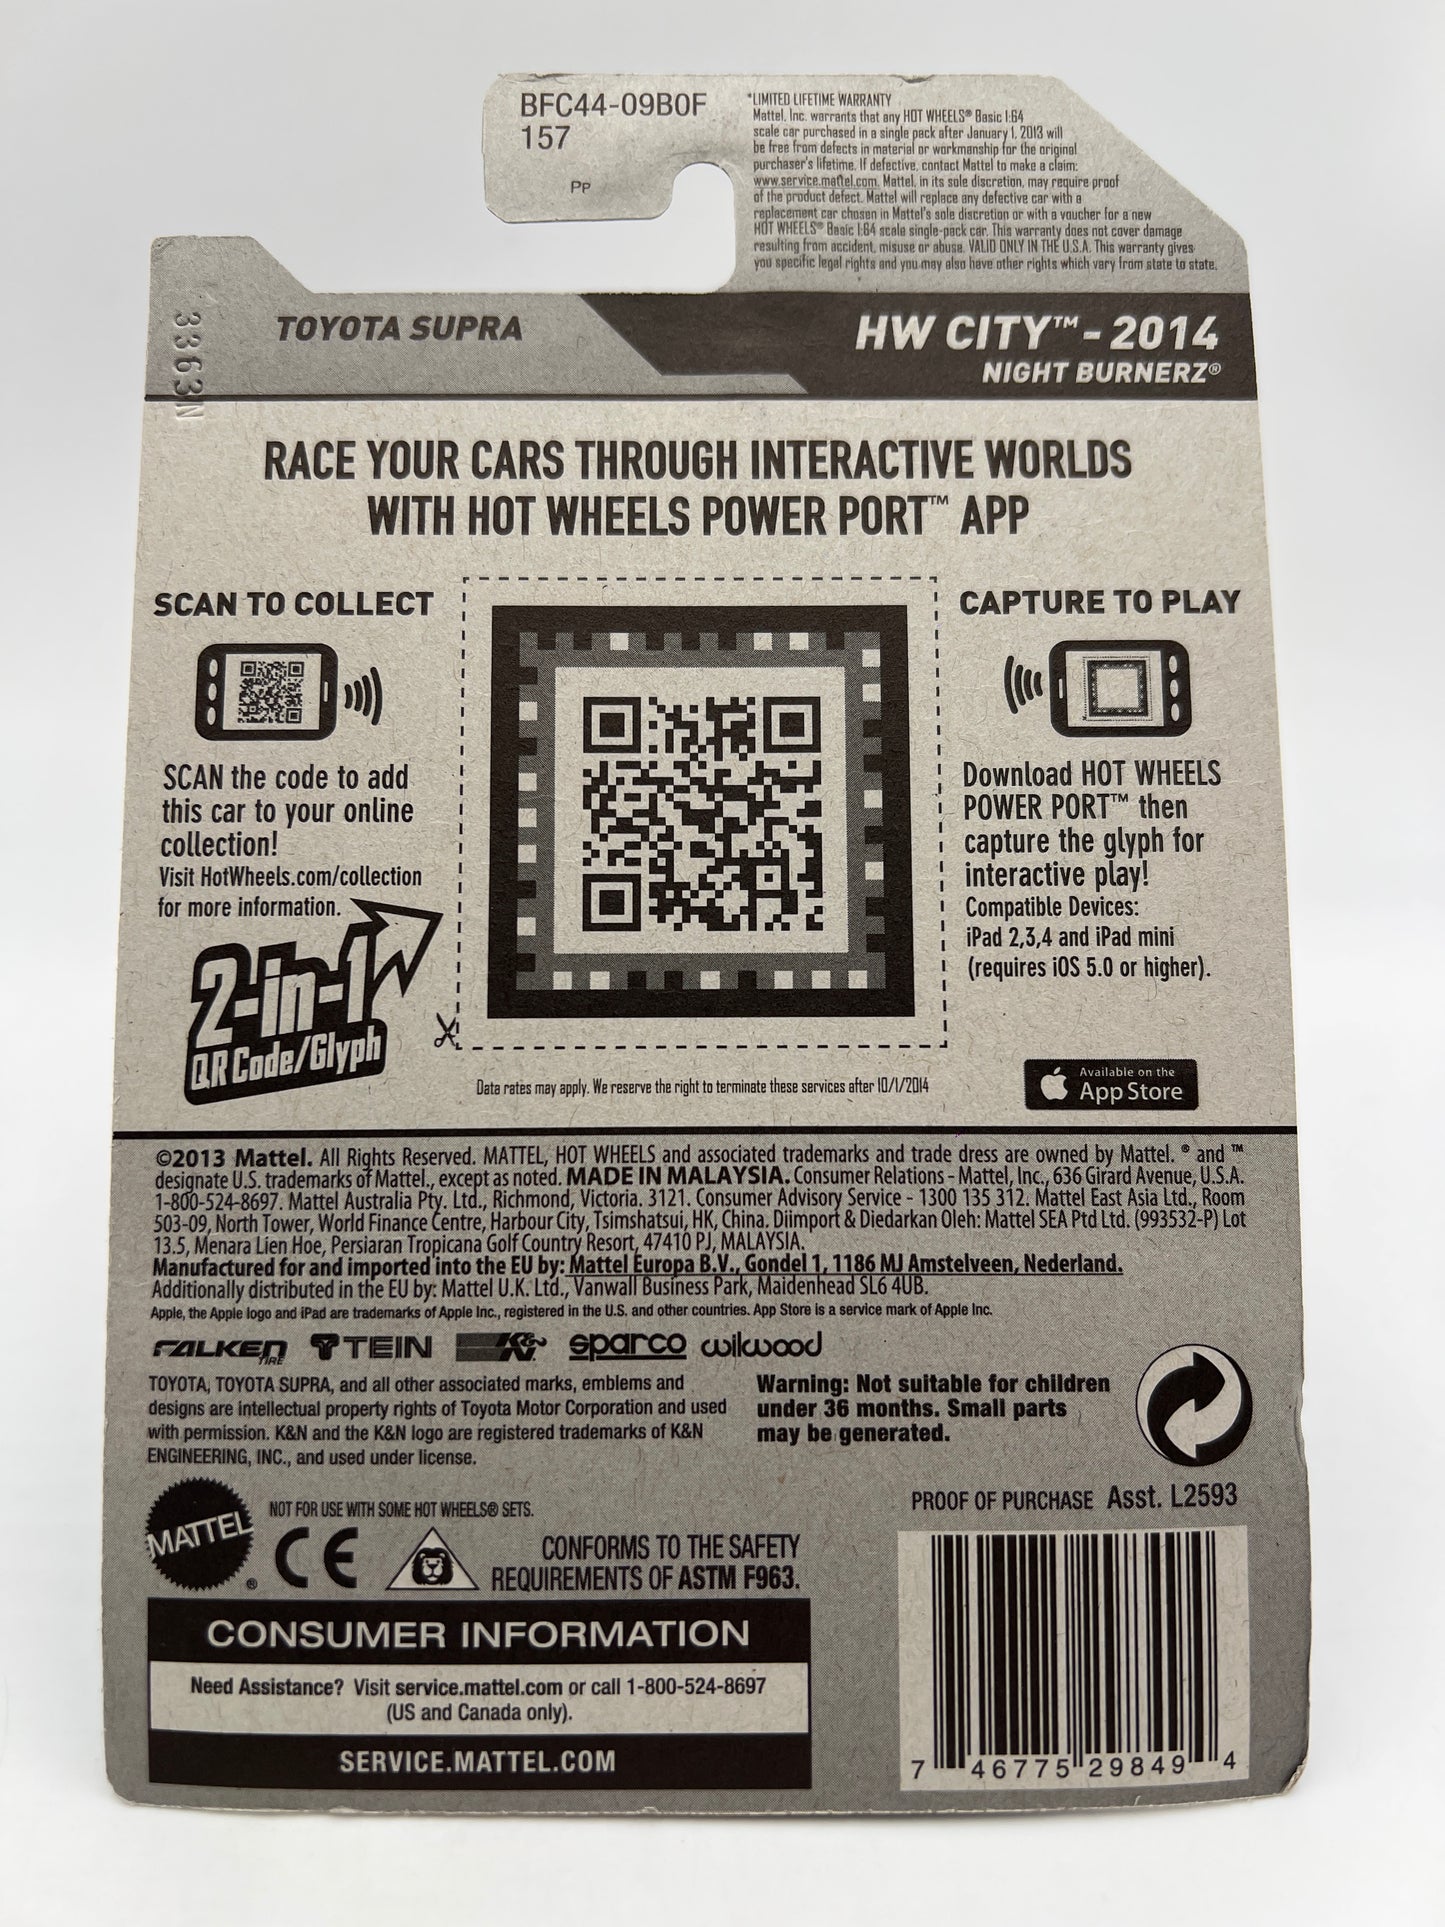 BFC44-09B0F
157
Pp
*LIMITED LIFETIME WARRANTY
Mattel, Inc. warrants that any HOT WHEELS® Basic 1:64
scale car purchased in a single pack after January 1, 2013 will
be free from defects in material or workmanship for the original
purchaser's lifetime. If defective, contact Mattel to make a claim:
www.service.mattel.com. Mattel, in its sole discretion, may require proof
of the product defect. Mattel will replace any defective car with a
replacement car chosen in Mattel's sole discretion or with a voucher for a new
HOT WHEELS® Basic 1:64 scale single-pack car. This warranty does not cover damage
resulting from accident, misuse or abuse. VALID ONLY IN THE U.S.A. This warranty gives
you specific legal rights and you may also have other rights which vary from state to state.
3363N
TOYOTA SUPRA
HW CITY™ - 2014
NIGHT BURNERZ®
RACE YOUR CARS THROUGH INTERACTIVE WORLDS
WITH HOT WHEELS POWER PORT™ APP
SCAN TO COLLECT
SCAN the code to add
this car to your online
collection!
Visit HotWheels.com/collection
for more information.
2-in-1
QR Code/Glyph
CAPTURE TO PLAY
Download HOT WHEELS
POWER PORT™ then
capture the glyph for
interactive play!
Compatible Devices:
iPad 2,3,4 and iPad mini
(requires iOS 5.0 or higher).
Available on the
App Store
Data rates may apply. We reserve the right to terminate these services after 10/1/2014
©2013 Mattel. All Rights Reserved. MATTEL, HOT WHEELS and associated trademarks and trade dress are owned by Mattel. ® and ™
designate U.S. trademarks of Mattel., except as noted. MADE IN MALAYSIA. Consumer Relations - Mattel, Inc., 636 Girard Avenue, U.S.A.
1-800-524-8697. Mattel Australia Pty. Ltd., Richmond, Victoria. 3121. Consumer Advisory Service - 1300 135 312. Mattel East Asia Ltd., Room
503-09, North Tower, World Finance Centre, Harbour City, Tsimshatsui, HK, China. Diimport & Diedarkan Oleh: Mattel SEA Ptd Ltd. (993532-P) Lot
13.5, Menara Lien Hoe, Persiaran Tropicana Golf Country Resort, 47410 PJ, MALAYSIA.
Manufactured for and imported into the EU by: Mattel Europa B.V., Gondel 1, 1186 MJ Amstelveen, Nederland.
Additionally distributed in the EU by: Mattel U.K. Ltd., Vanwall Business Park, Maidenhead SL6 4UB.
Apple, the Apple logo and iPad are trademarks of Apple Inc., registered in the U.S. and other countries. App Store is a service mark of Apple Inc.
FALKEN TIRE TEIN K&N sparco wilwood
TOYOTA, TOYOTA SUPRA, and all other associated marks, emblems and
designs are intellectual property rights of Toyota Motor Corporation and used
with permission. K&N and the K&N logo are registered trademarks of K&N
ENGINEERING, INC., and used under license.
Warning: Not suitable for children
under 36 months. Small parts
may be generated.
MATTEL®
NOT FOR USE WITH SOME HOT WHEELS® SETS.
CE
CONFORMS TO THE SAFETY
REQUIREMENTS OF ASTM F963.
PROOF OF PURCHASE Asst. L2593
CONSUMER INFORMATION
Need Assistance? Visit service.mattel.com or call 1-800-524-8697
(US and Canada only).
SERVICE.MATTEL.COM
7 46775 29849 4